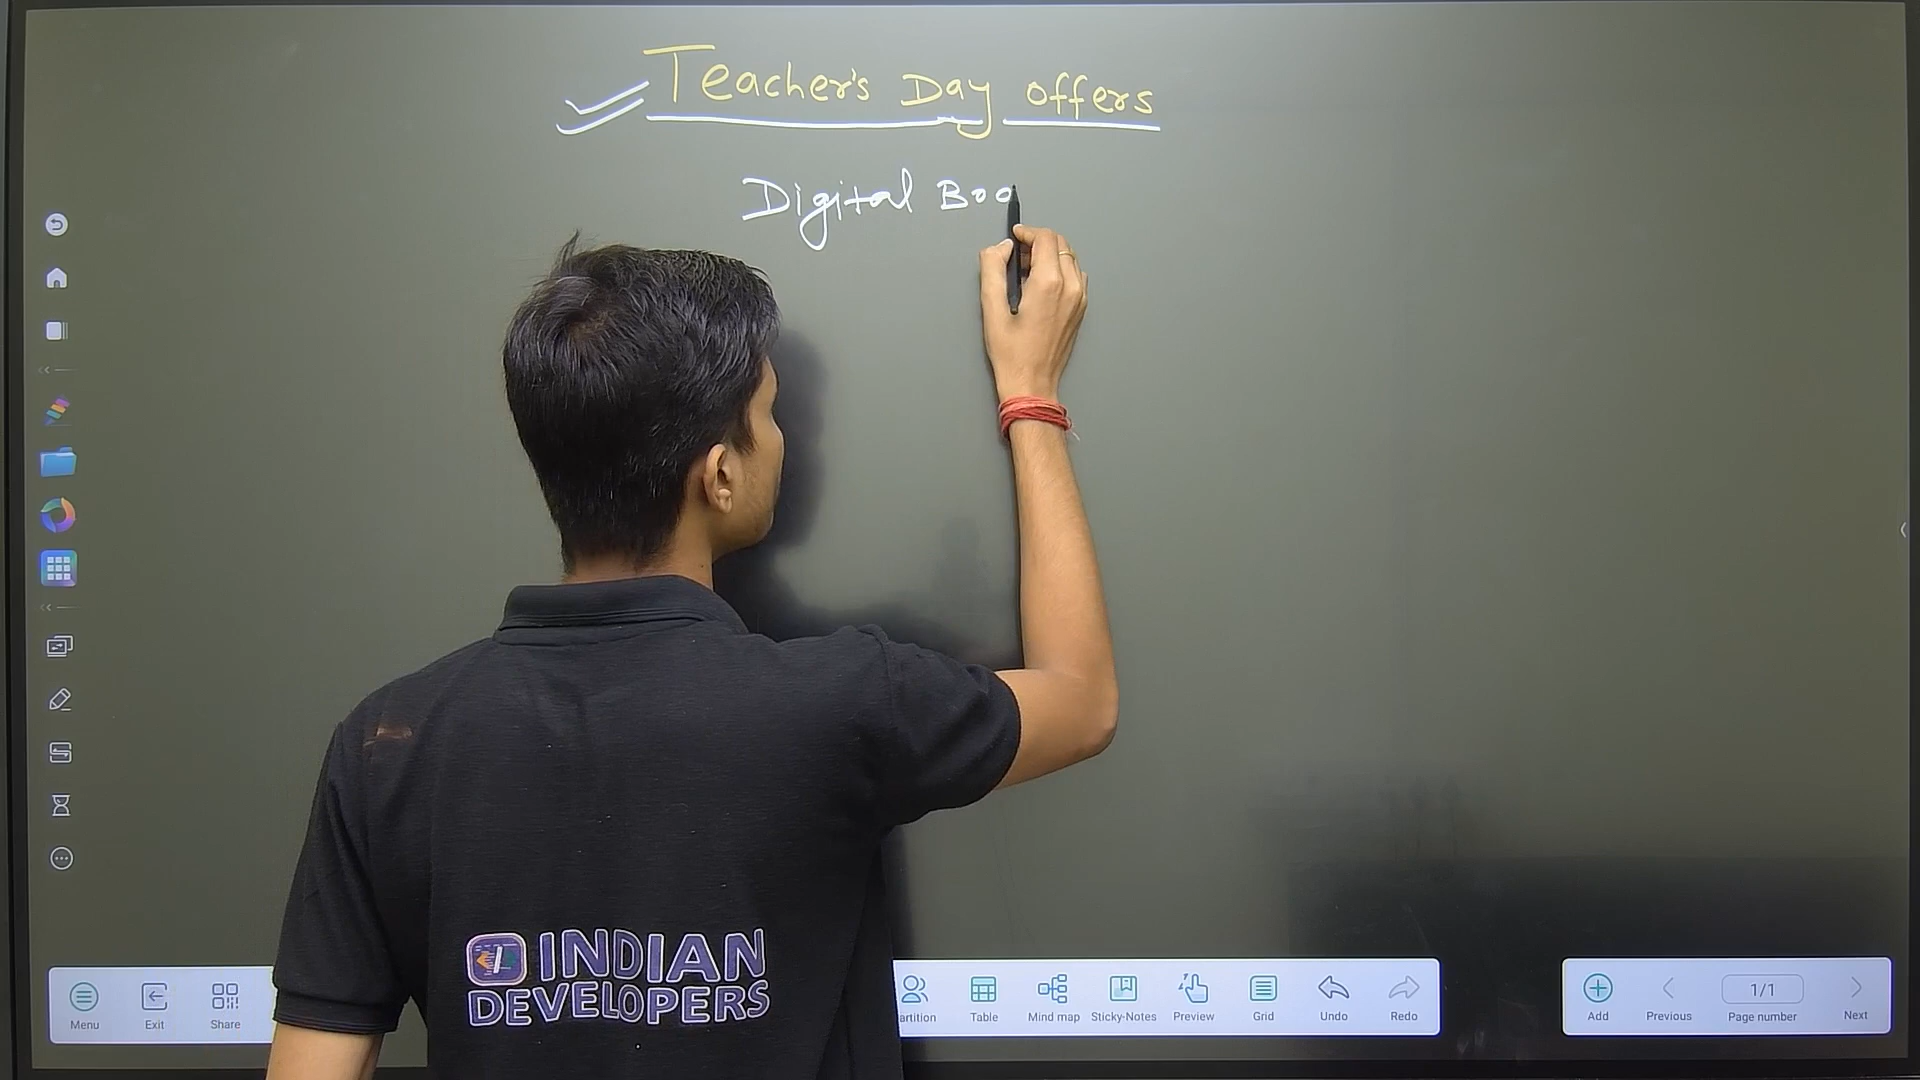 Teacher's Day offers
Digital Boo
INDIAN
DEVELOPERS
Menu
Exit
Share
artition
Table
Mind map
Sticky-Notes
Preview
Grid
Undo
Redo
Add
Previous
1/1
Page number
Next